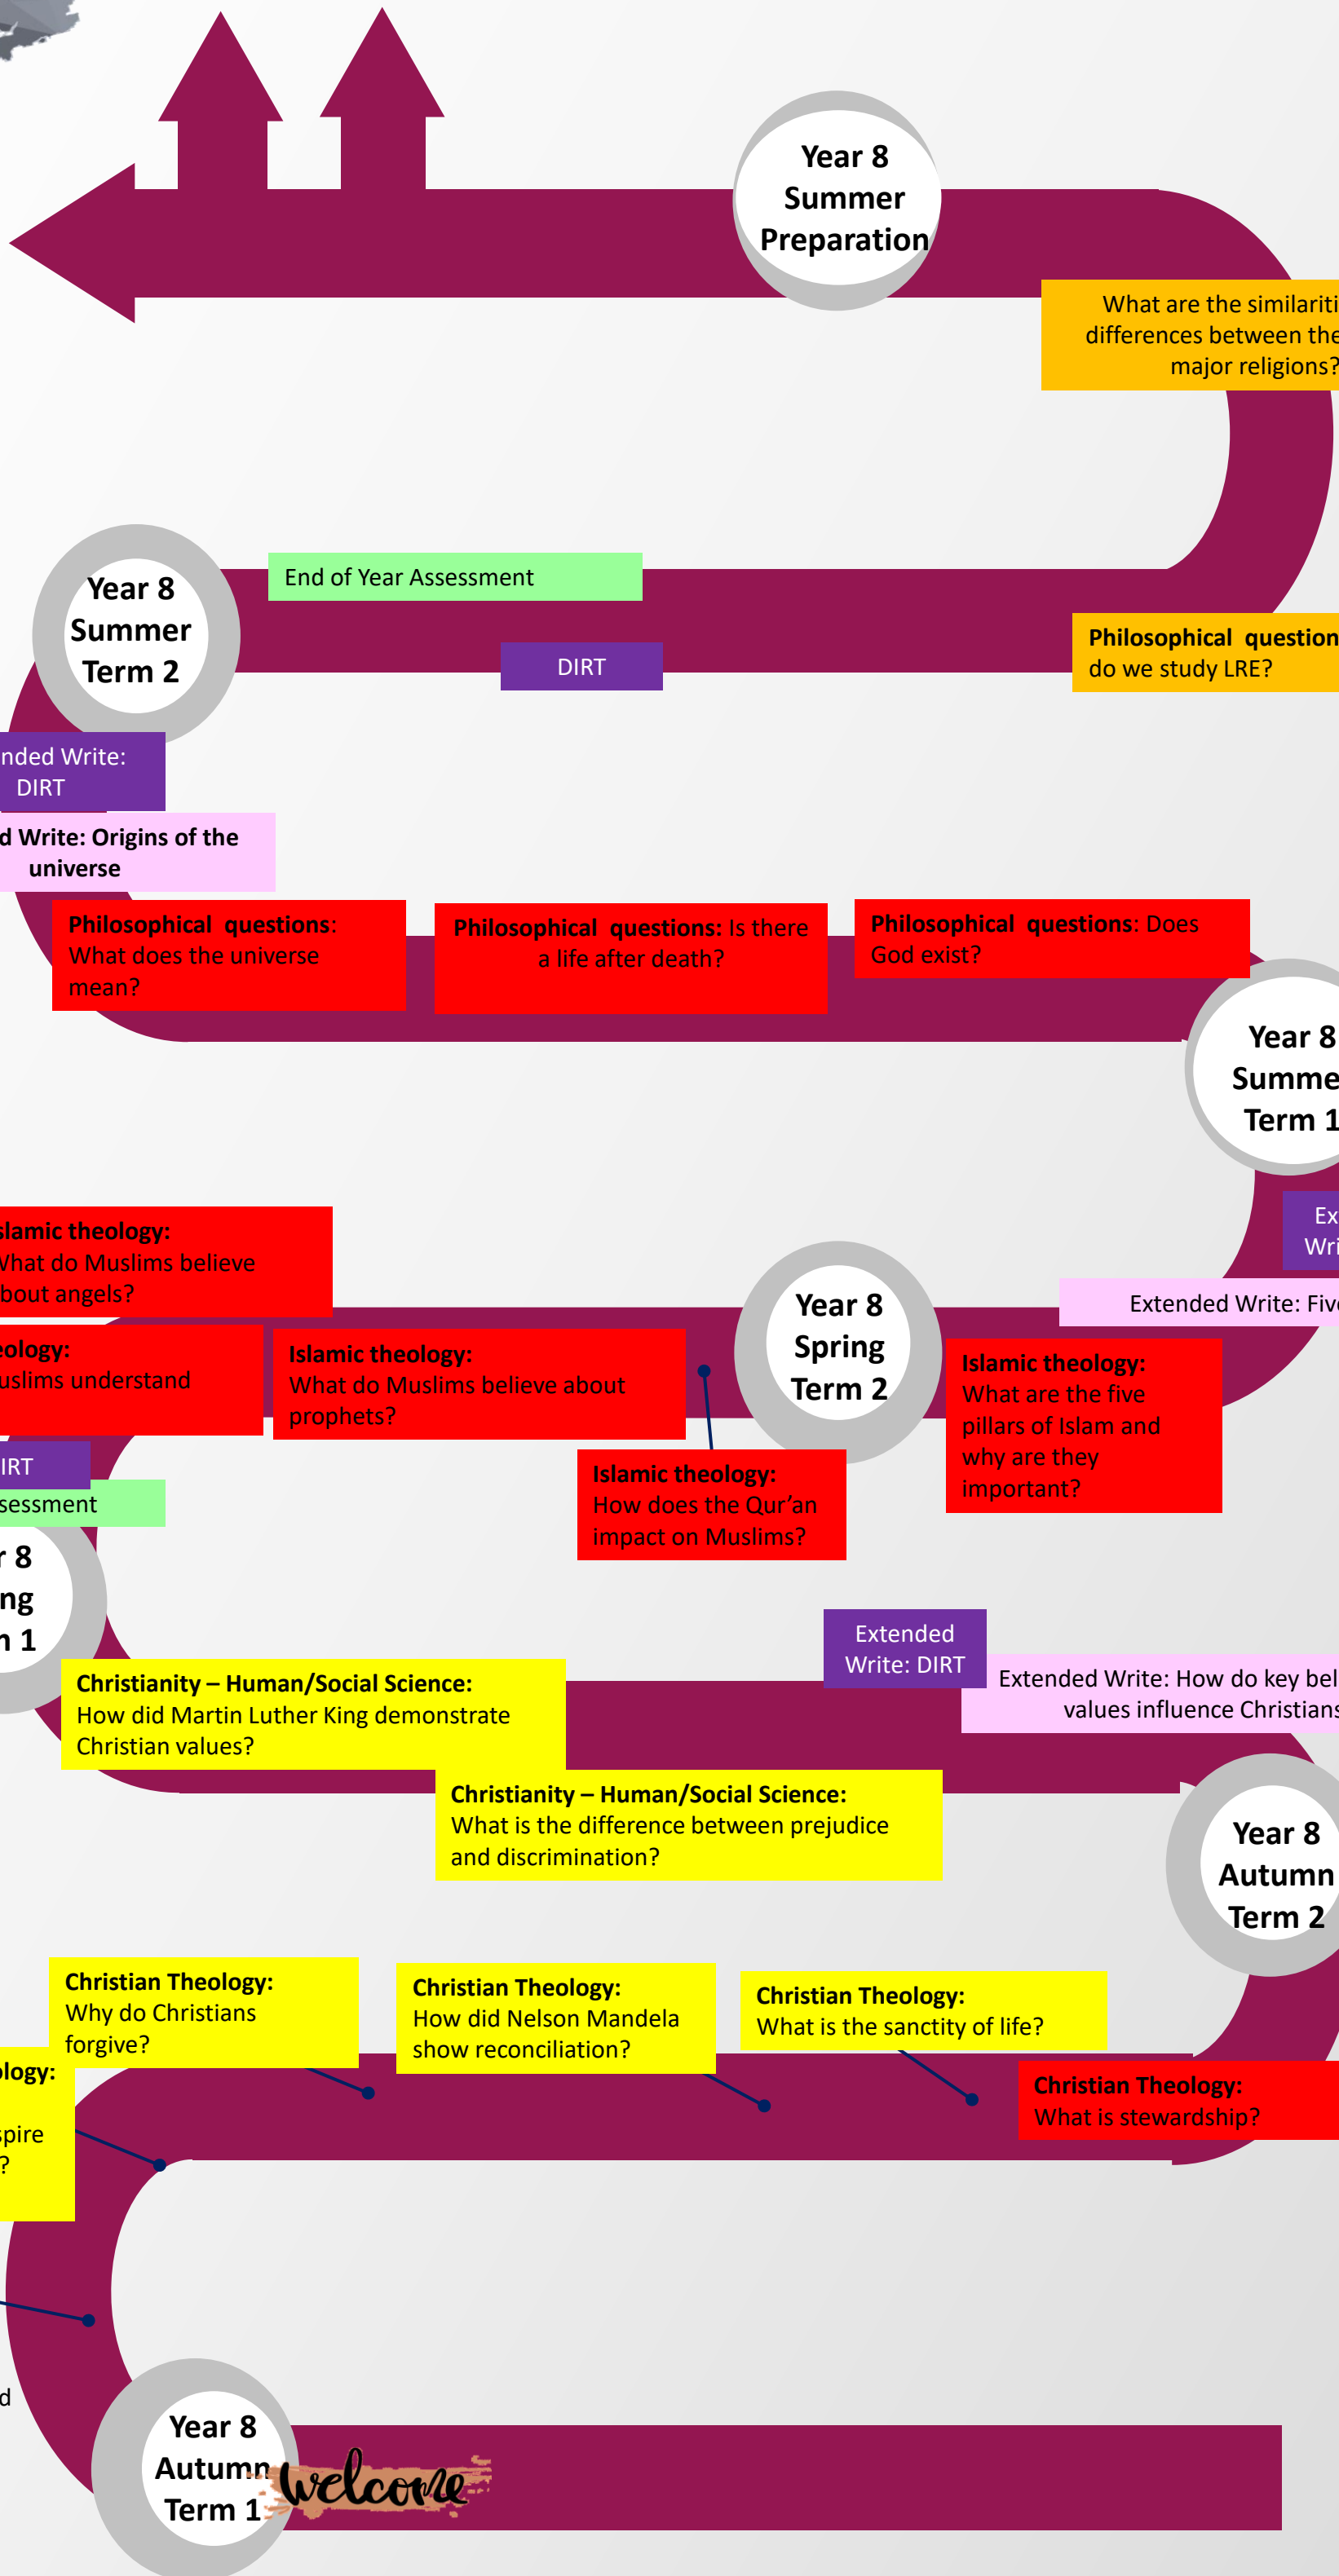 Year 8
Summer
Preparation
What are the similariti
differences between the
major religions?
Year 8
Summer
Term 2
End of Year Assessment
DIRT
Philosophical question
do we study LRE?
nded Write:
DIRT
d Write: Origins of the
universe
Philosophical questions:
What does the universe
mean?
Philosophical questions: Is there
a life after death?
Philosophical questions: Does
God exist?
Year 8
Summe
Term 1
Ex
Wri
Extended Write: Five
slamic theology:
What do Muslims believe
bout angels?
eology:
uslims understand
Islamic theology:
What do Muslims believe about
prophets?
Year 8
Spring
Term 2
Islamic theology:
What are the five
pillars of Islam and
why are they
important?
Islamic theology:
How does the Qur’an
impact on Muslims?
IRT
sessment
r 8
ng
n 1
Extended
Write: DIRT
Extended Write: How do key bel
values influence Christians
Christianity – Human/Social Science:
How did Martin Luther King demonstrate
Christian values?
Christianity – Human/Social Science:
What is the difference between prejudice
and discrimination?
Year 8
Autumn
Term 2
Christian Theology:
Why do Christians
forgive?
Christian Theology:
How did Nelson Mandela
show reconciliation?
Christian Theology:
What is the sanctity of life?
Christian Theology:
What is stewardship?
ology:
spire
?
d
Year 8
Autumn
Term 1
welcome